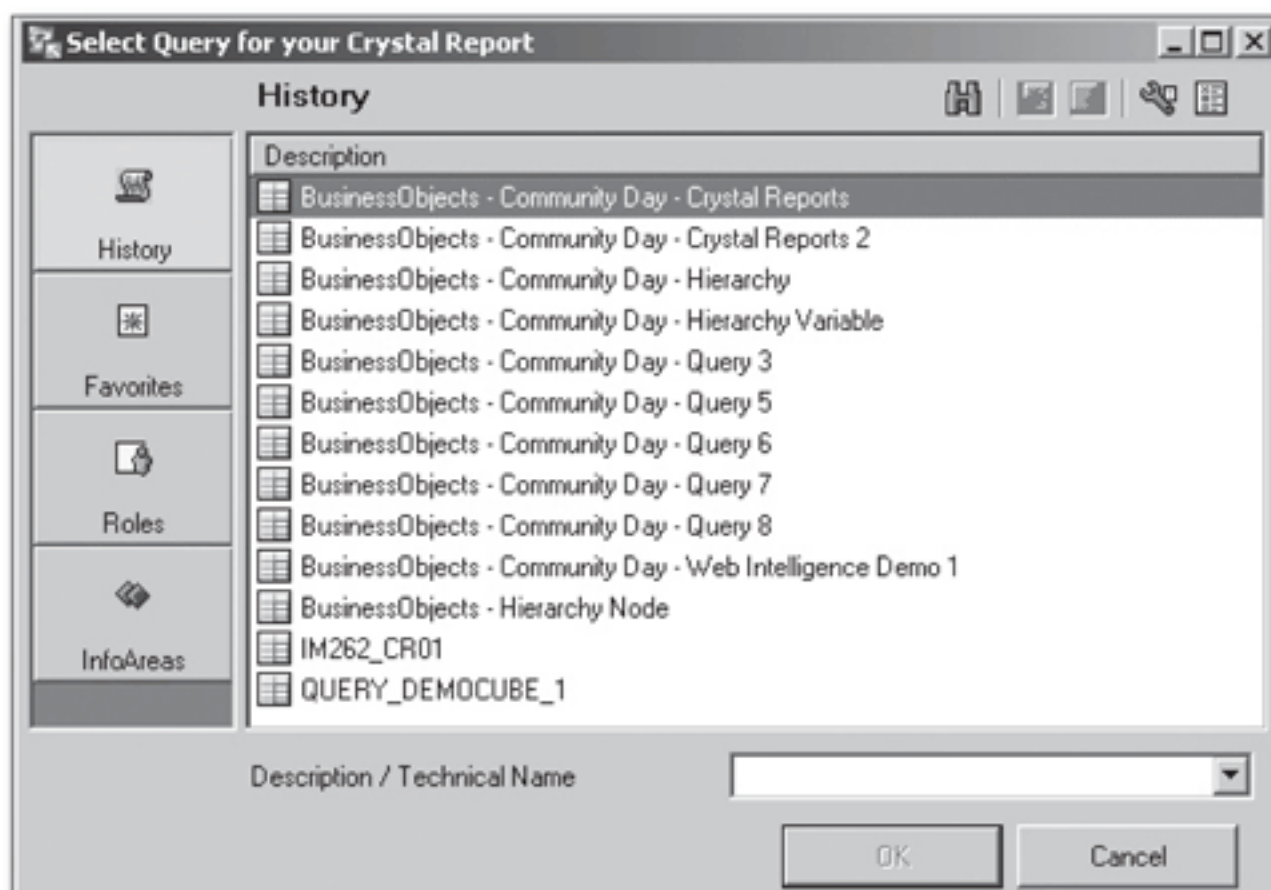 Select Query for your Crystal Report
History
Description
History
Favorites
Roles
InfoAreas
BusinessObjects - Community Day - Crystal Reports
BusinessObjects - Community Day - Crystal Reports 2
BusinessObjects - Community Day - Hierarchy
BusinessObjects - Community Day - Hierarchy Variable
BusinessObjects - Community Day - Query 3
BusinessObjects - Community Day - Query 5
BusinessObjects - Community Day - Query 6
BusinessObjects - Community Day - Query 7
BusinessObjects - Community Day - Query 8
BusinessObjects - Community Day - Web Intelligence Demo 1
BusinessObjects - Hierarchy Node
IM262_CR01
QUERY_DEMOCUBE_1
Description / Technical Name
OK
Cancel